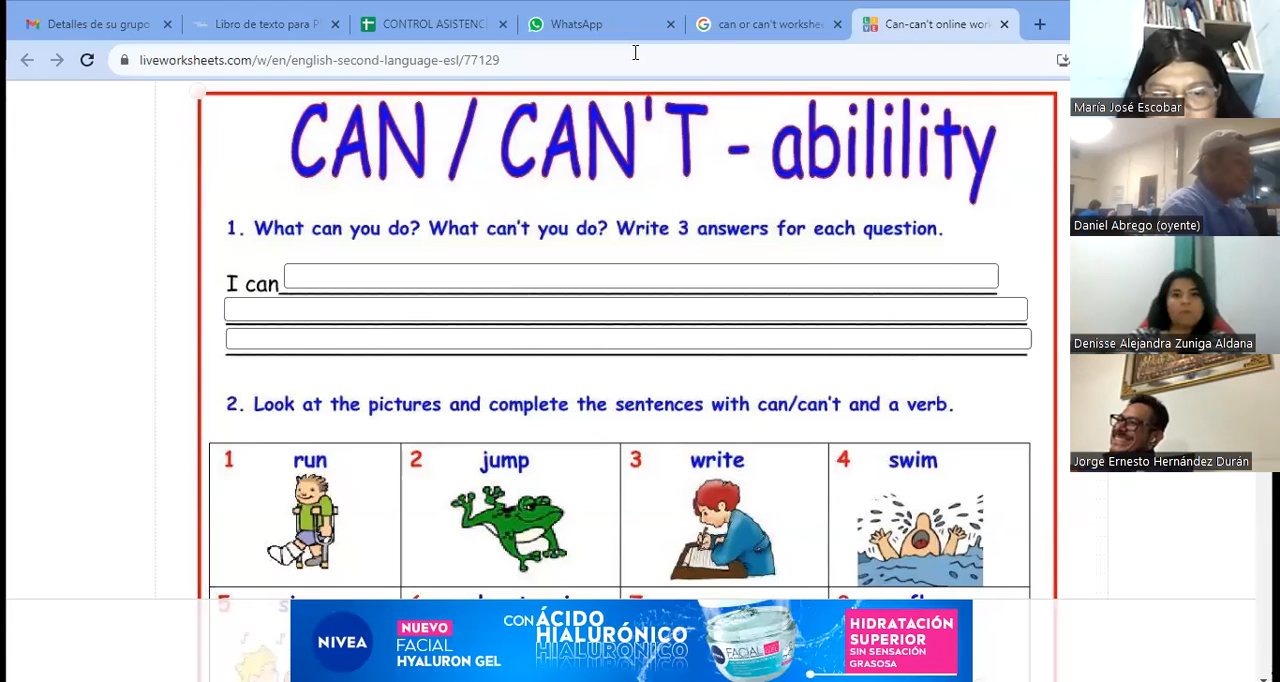 Detalles de su grupo
Libro de texto para P
CONTROL ASISTENC
WhatsApp
can or can't workshee
Can-can't online wor
liveworksheets.com/w/en/english-second-language-esl/77129
CAN / CAN'T - abilility
1. What can you do? What can't you do? Write 3 answers for each question.
I can
2. Look at the pictures and complete the sentences with can/can't and a verb.
1 run
2 jump
3 write
4 swim
NIVEA
NUEVO
FACIAL
HYALURON GEL
CON ÁCIDO
HIALURÓNICO
NIVEA
FACIAL
HIDRATACIÓN
SUPERIOR
SIN SENSACIÓN
GRASOSA
María José Escobar
Daniel Abrego (oyente)
Denisse Alejandra Zuniga Aldana
Jorge Ernesto Hernández Durán